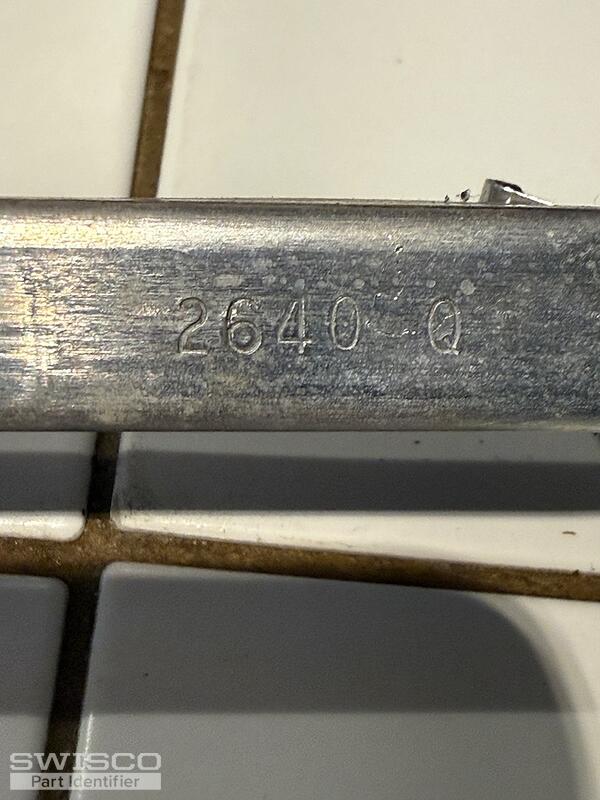 2640 Q
SWISCO
Part Identifier